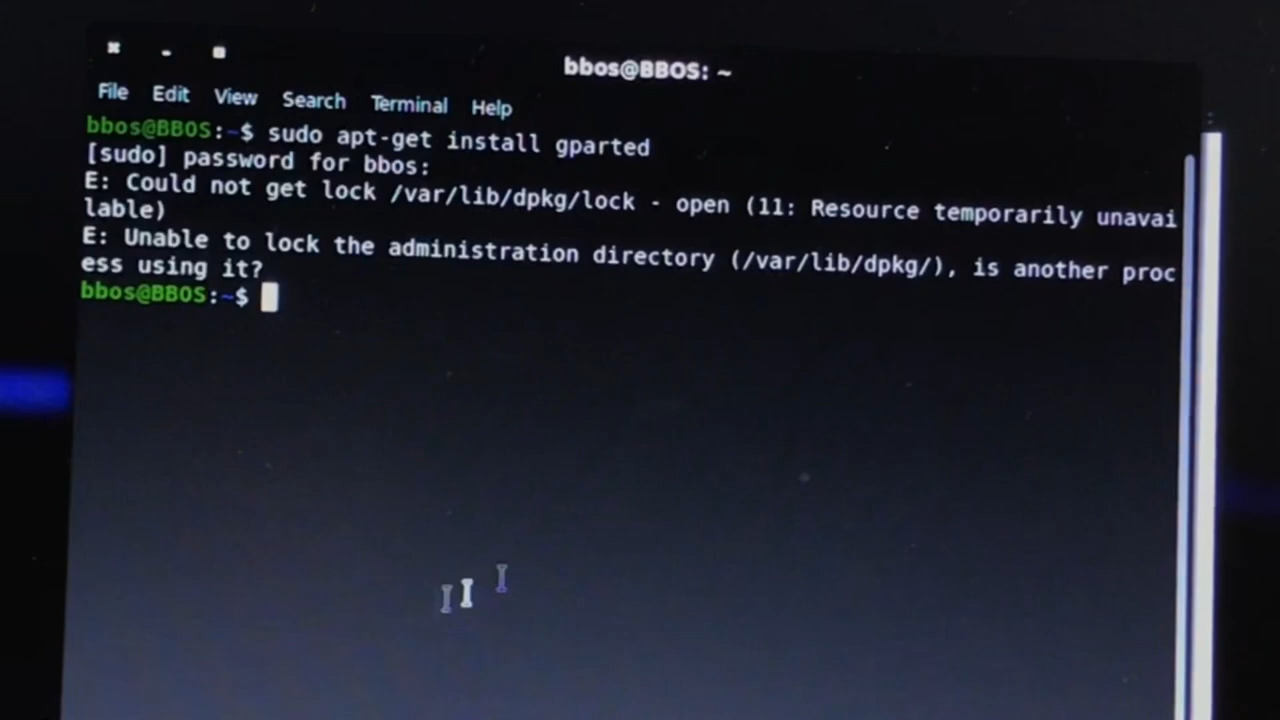 bbos@BBOS: ~
File Edit View Search Terminal Help
bbos@BBOS:~$ sudo apt-get install gparted
[sudo] password for bbos:
E: Could not get lock /var/lib/dpkg/lock - open (11: Resource temporarily unavai
lable)
E: Unable to lock the administration directory (/var/lib/dpkg/), is another proc
ess using it?
bbos@BBOS:~$